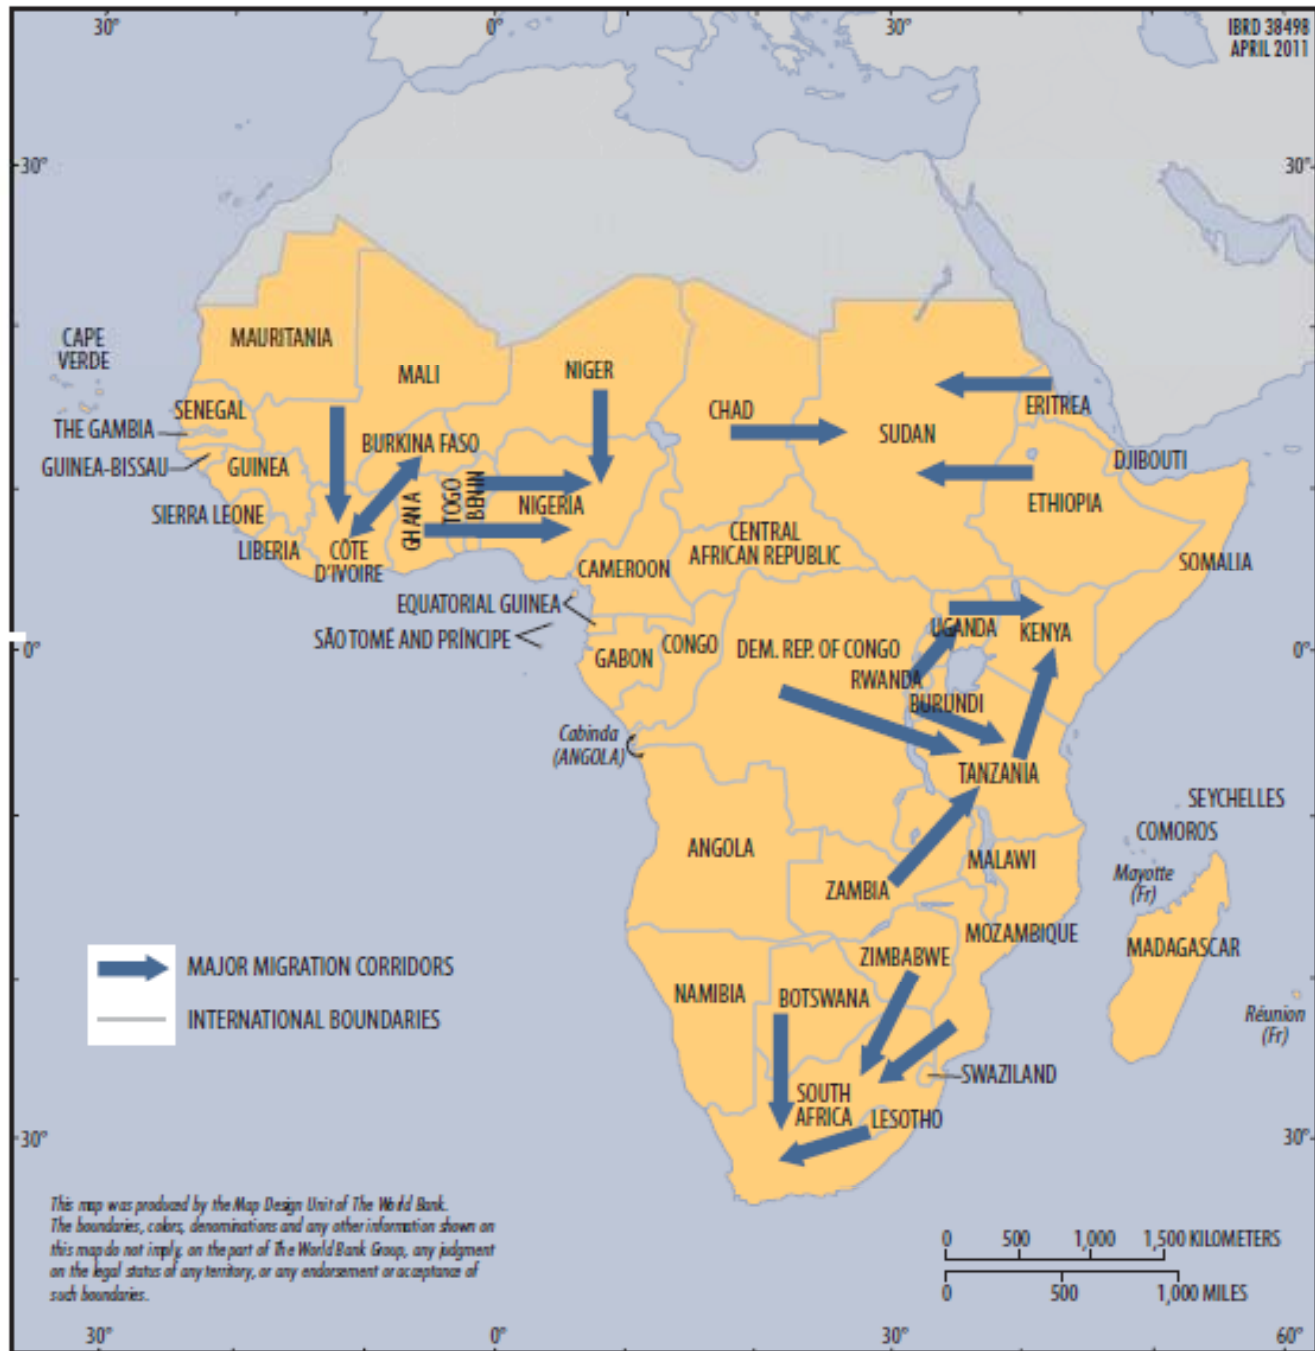 30°
0°
30°
IBRD 38498
APRIL 2011
30°
30°
MAURITANIA
CAPE
VERDE
MALI
NIGER
CHAD
ERITREA
SENEGAL
THE GAMBIA
BURKINA FASO
SUDAN
GUINEA-BISSAU
GUINEA
DJIBOUTI
SIERRA LEONE
GHANA
TOGO
BENIN
NIGERIA
ETHIOPIA
LIBERIA
CÔTE
D'IVOIRE
CENTRAL
AFRICAN REPUBLIC
CAMEROON
SOMALIA
EQUATORIAL GUINEA
SÃO TOMÉ AND PRÍNCIPE
UGANDA
KENYA
0°
GABON
CONGO
DEM. REP. OF CONGO
0°
RWANDA
BURUNDI
Cabinda
(ANGOLA)
TANZANIA
SEYCHELLES
COMOROS
ANGOLA
MALAWI
Mayotte
(Fr)
ZAMBIA
MOZAMBIQUE
MADAGASCAR
ZIMBABWE
MAJOR MIGRATION CORRIDORS
NAMIBIA
BOTSWANA
INTERNATIONAL BOUNDARIES
Réunion
(Fr)
SWAZILAND
SOUTH
AFRICA
LESOTHO
30°
30°
This map was produced by the Map Design Unit of The World Bank.
The boundaries, colors, denominations and any other information shown on
this map do not imply, on the part of The World Bank Group, any judgment
on the legal status of any territory, or any endorsement or acceptance of
such boundaries.
0 500 1,000 1,500 KILOMETERS
0 500 1,000 MILES
30°
0°
30°
60°